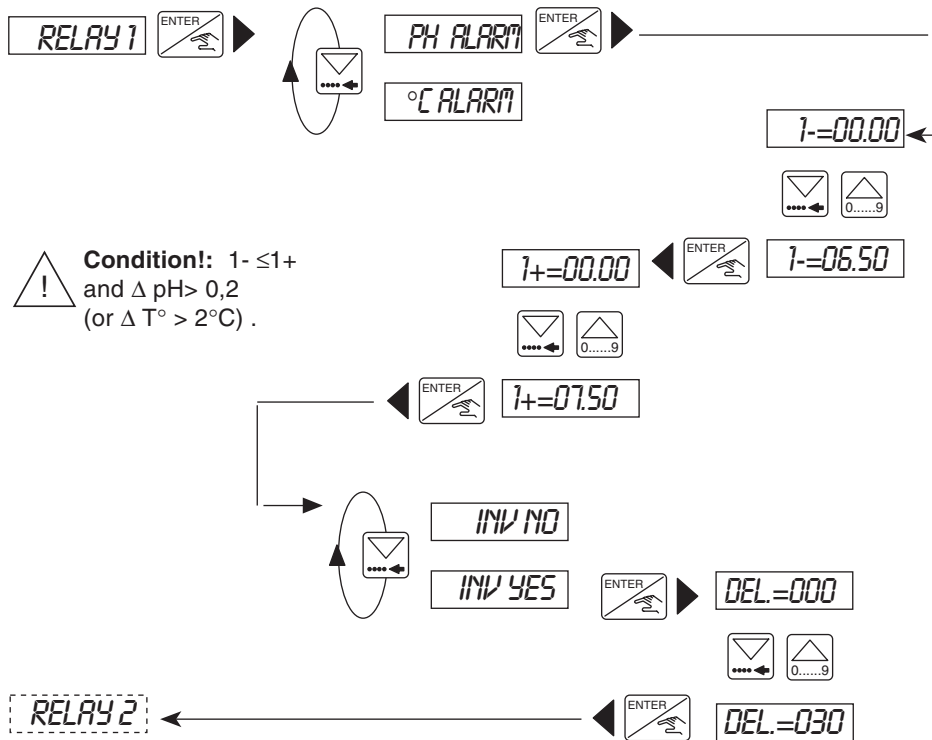 RELAY 1 ENTER PH ALARM ENTER
°C ALARM
1-=00.00
0......9
Condition!: 1- ≤1+
and Δ pH> 0,2
(or Δ T° > 2°C) .
!
1+=00.00 ENTER 1-=06.50
0......9
ENTER 1+=07.50
INV NO
INV YES ENTER DEL.=000
0......9
RELAY 2 ENTER DEL.=030